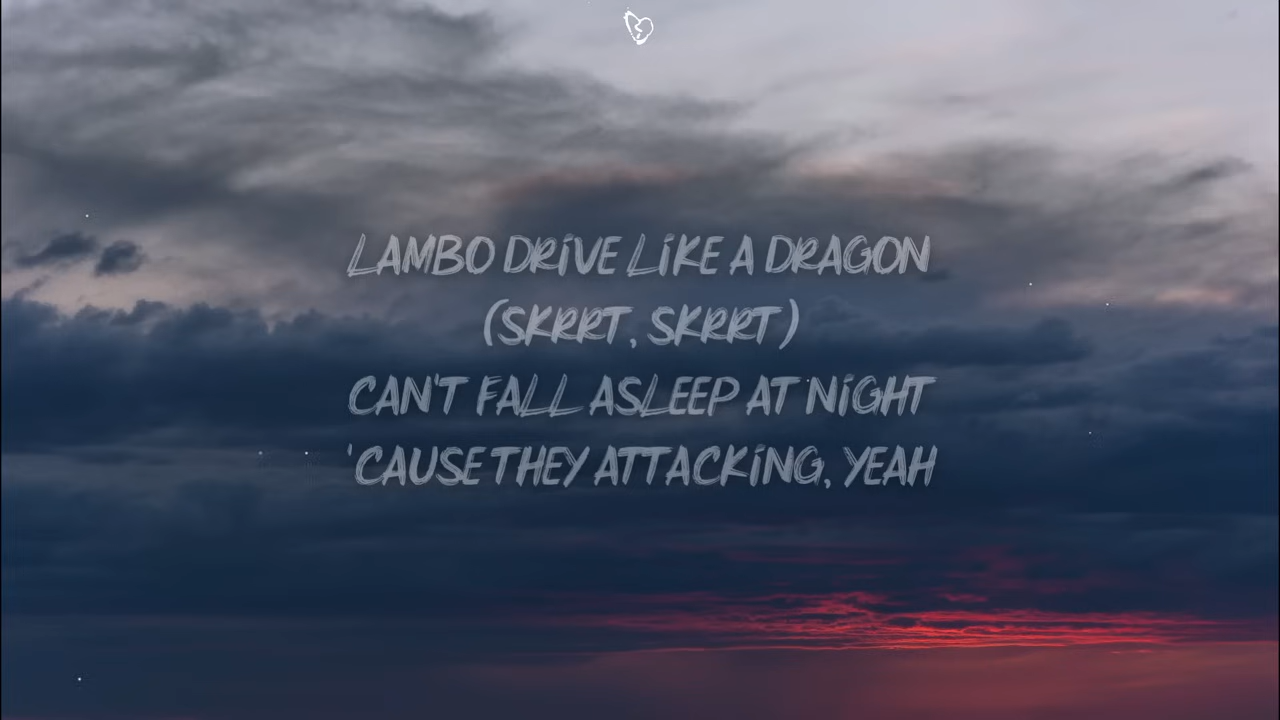 LAMBO DRiVE LiKE A DRAGON
(SKRRT, SKRRT)
CAN'T FALL ASLEEP AT NiGHT
'CAUSE THEY ATTACKiNG, YEAH